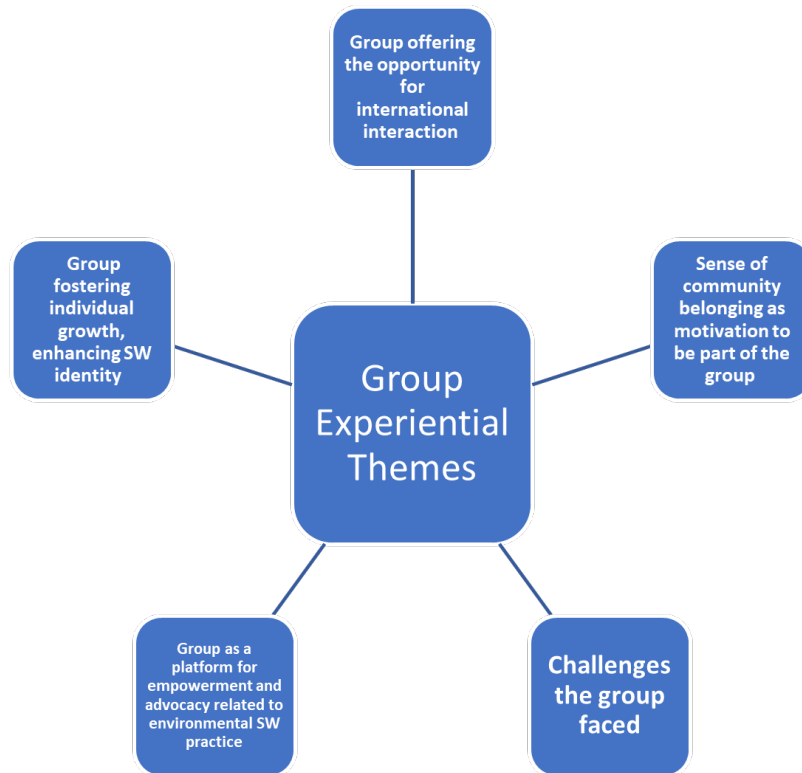 Group offering
the opportunity
for
international
interaction
Group
fostering
individual
growth,
enhancing SW
identity
Sense of
community
belonging as
motivation to
be part of the
group
Group
Experiential
Themes
Group as a
platform for
empowerment and
advocacy related to
environmental SW
practice
Challenges
the group
faced